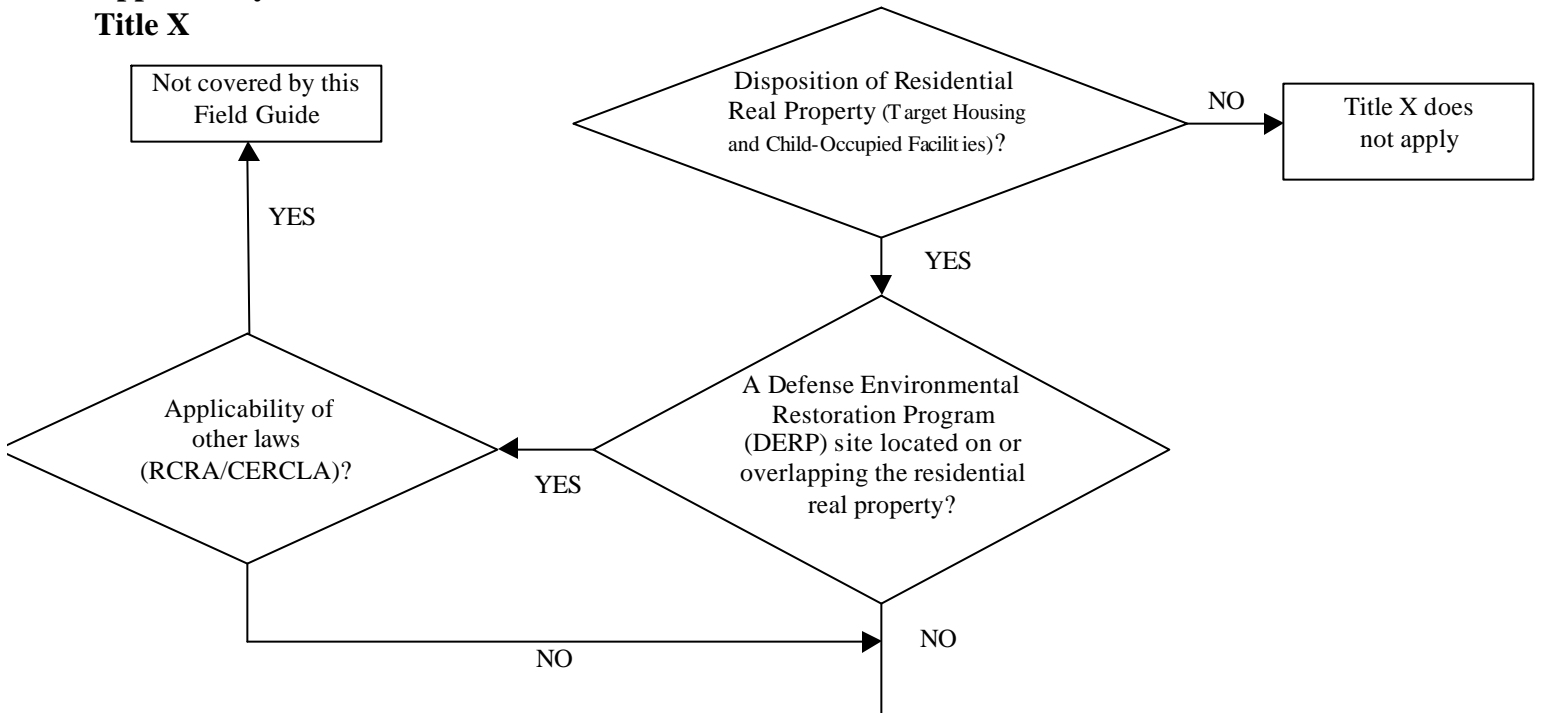 Title X
Not covered by this
Field Guide
Disposition of Residential
Real Property (Target Housing
and Child-Occupied Facilities)?
NO
Title X does
not apply
YES
YES
Applicability of
other laws
(RCRA/CERCLA)?
YES
A Defense Environmental
Restoration Program
(DERP) site located on or
overlapping the residential
real property?
NO
NO